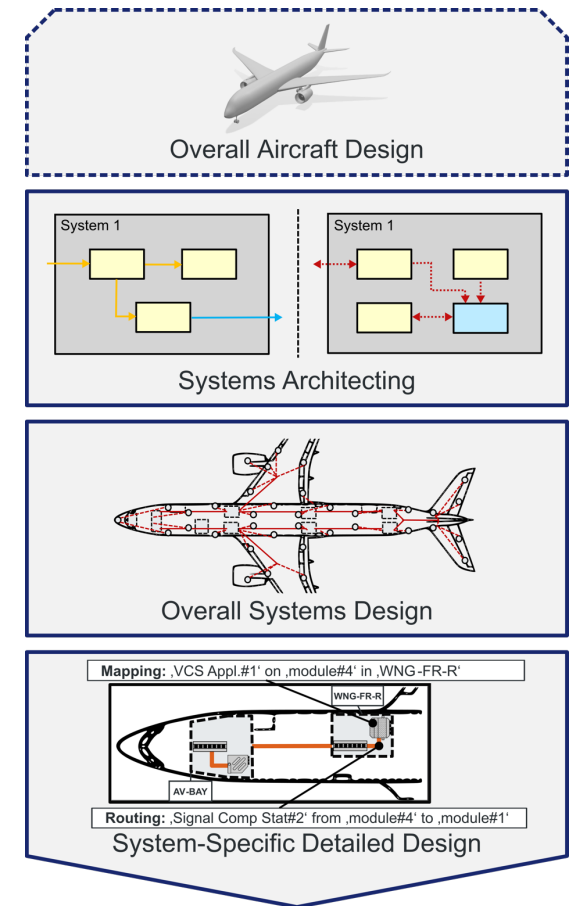 Overall Aircraft Design
System 1
System 1
Systems Architecting
Overall Systems Design
Mapping: ‚VCS Appl.#1‘ on ‚module#4‘ in ‚WNG-FR-R‘
WNG-FR-R
AV-BAY
Routing: ‚Signal Comp Stat#2‘ from ‚module#4‘ to ‚module#1‘
System-Specific Detailed Design